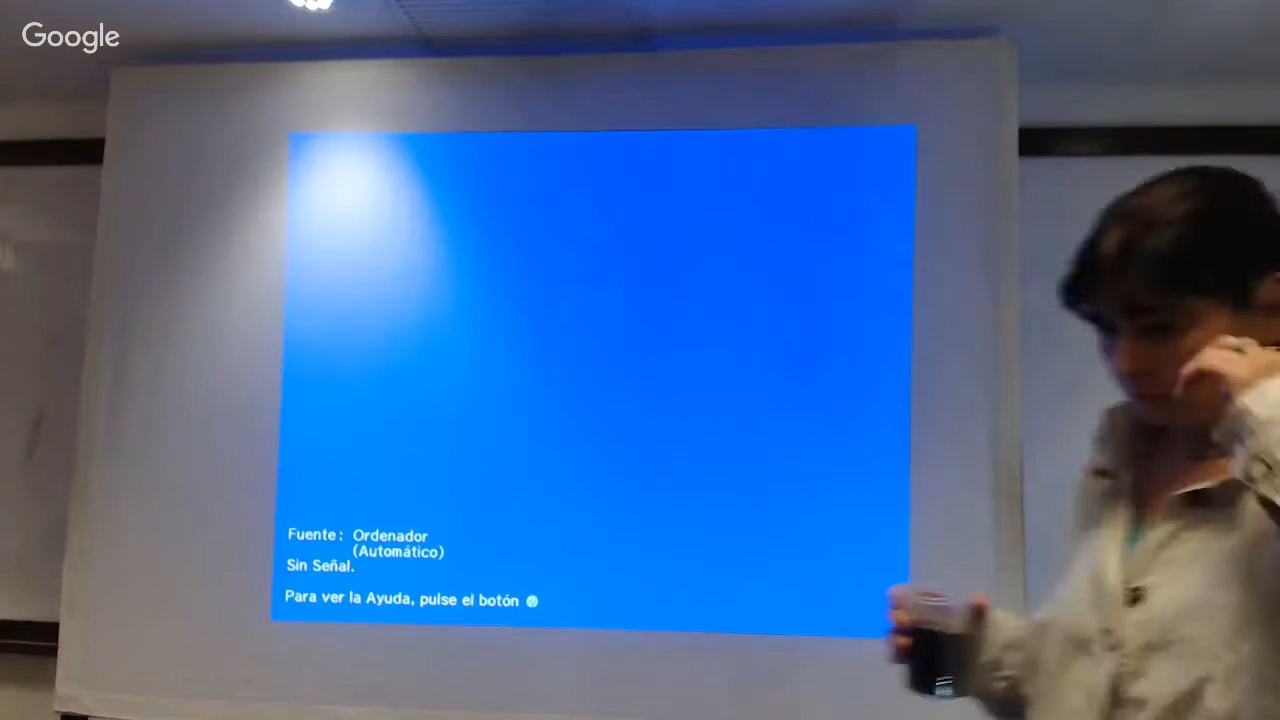 Google
Fuente: Ordenador
(Automático)
Sin Señal.
Para ver la Ayuda, pulse el botón